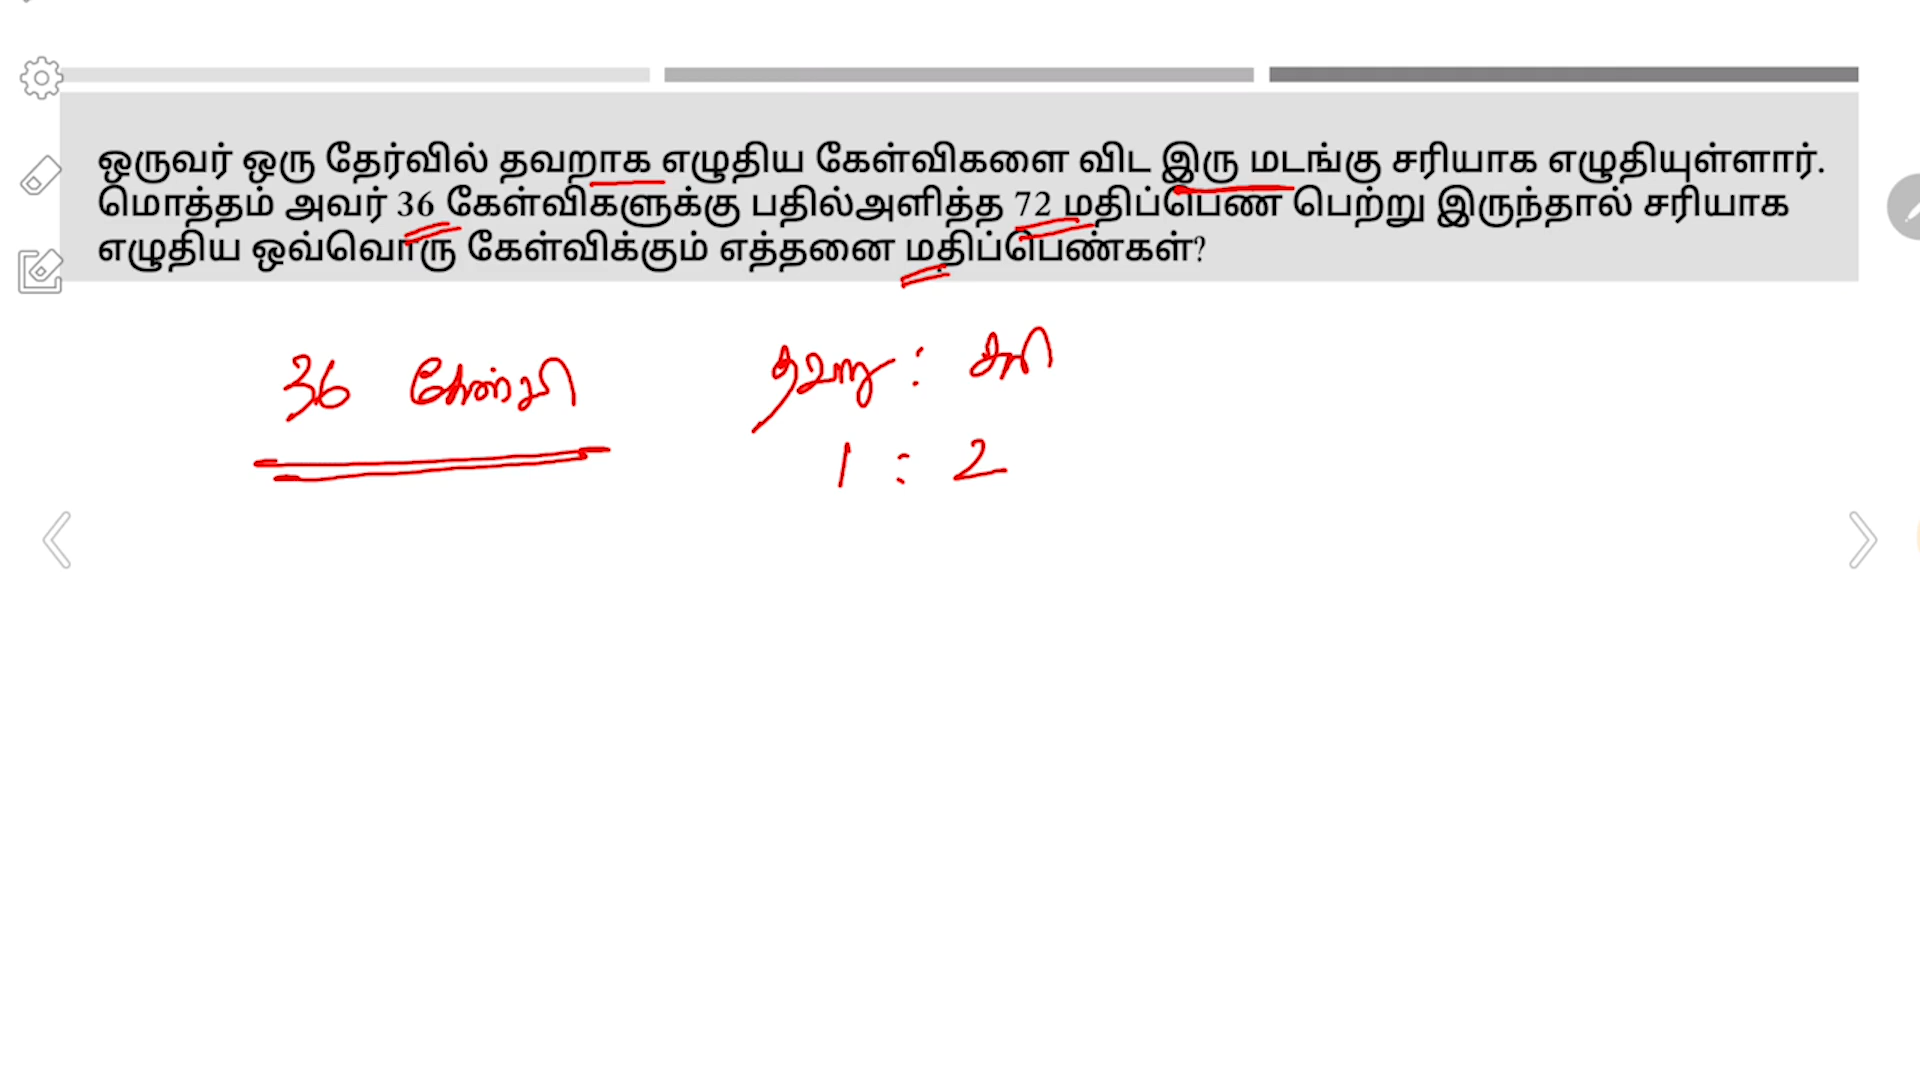 ஒருவர் ஒரு தேர்வில் தவறாக எழுதிய கேள்விகளை விட இரு மடங்கு சரியாக எழுதியுள்ளார்.
மொத்தம் அவர் 36 கேள்விகளுக்கு பதில்அளித்த 72 மதிப்பெண் பெற்று இருந்தால் சரியாக
எழுதிய ஒவ்வொரு கேள்விக்கும் எத்தனை மதிப்பெண்கள்?
36 கேள்வி
தவறு : சரி
1 : 2